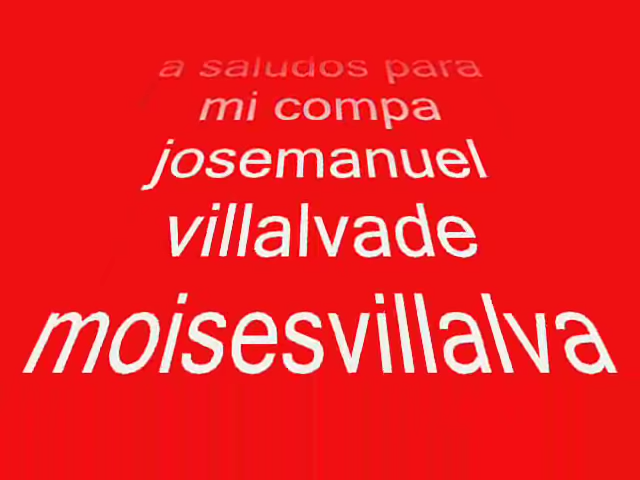 a saludos para
mi compa
josemanuel
villalvade
moisesvillalva